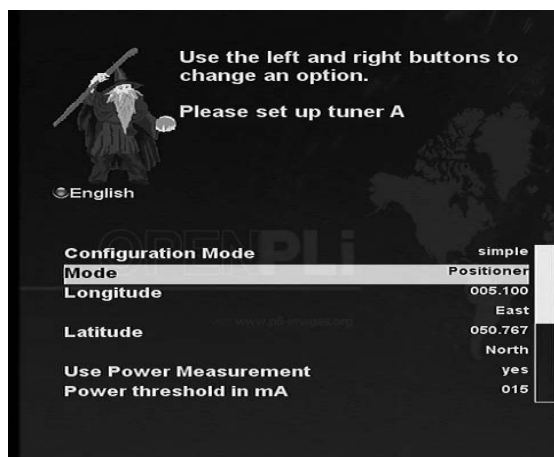 Use the left and right buttons to
change an option.
Please set up tuner A
English
OPENPLi
Configuration Mode simple
Mode Positioner
Longitude 005.100
East
Latitude 050.767
North
Use Power Measurement yes
Power threshold in mA 015